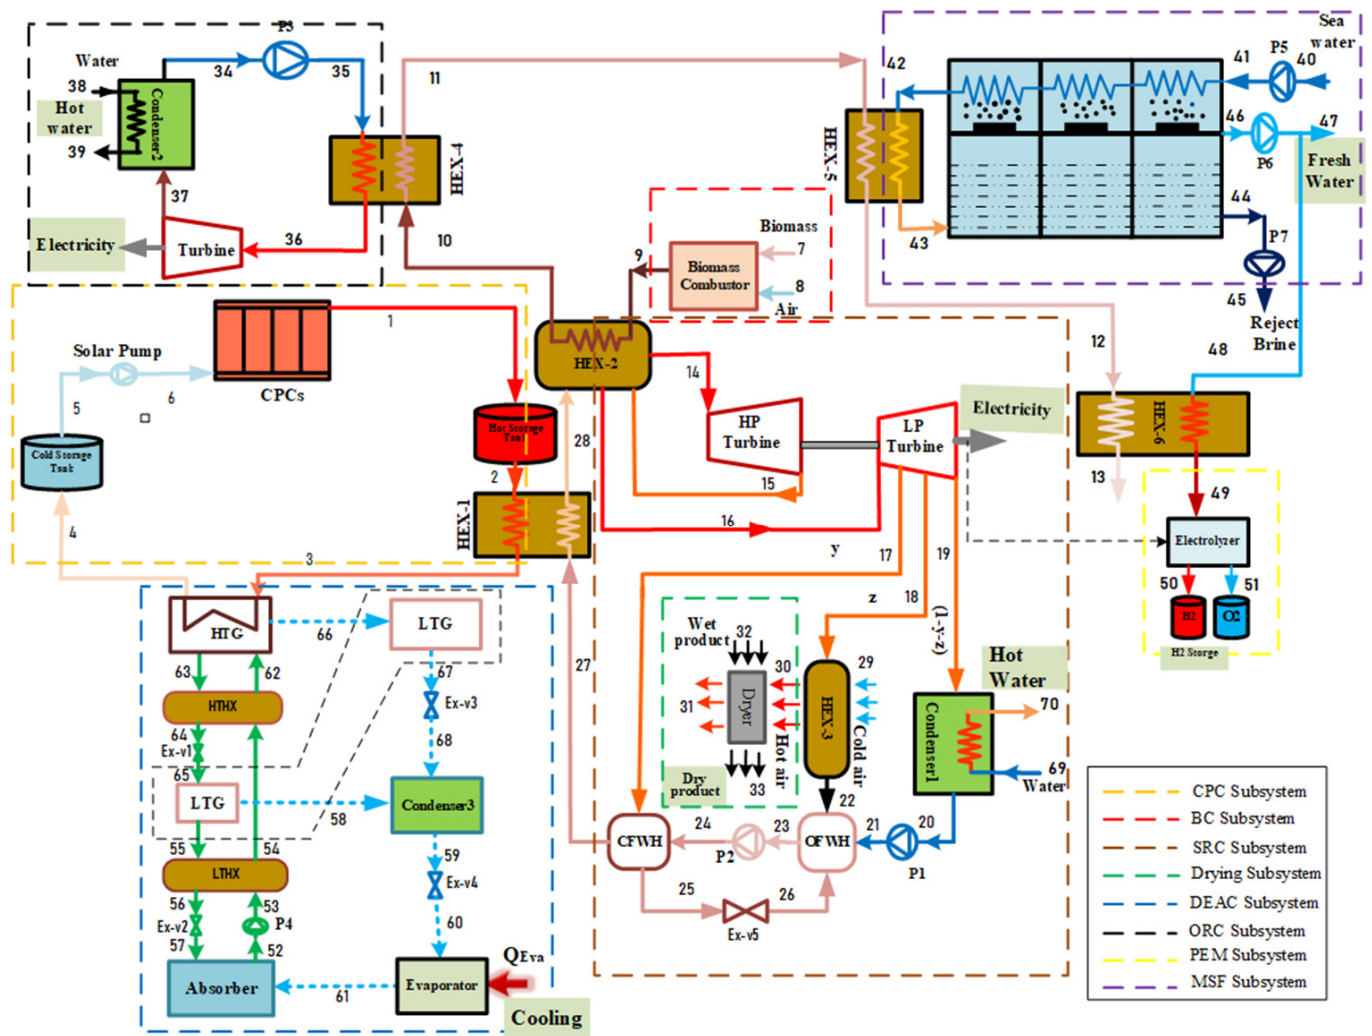 Water
38
Hot
water
39
Condenser2
34
P3
35
37
Electricity
Turbine
36
HEX-4
11
10
HEX-5
42
43
41
P5
40
Sea
water
46
P6
47
Fresh
Water
44
P7
45
Reject
Brine
48
Biomass
7
9
Biomass
Combustor
8
Air
1
Solar Pump
5
6
CPCs
Cold Storage
Tank
4
Hot Storage
Tank
2
HEX-1
28
3
HEX-2
14
HP
Turbine
LP
Turbine
Electricity
15
16
y
17
z
18
19
(1-y-z)
12
HEX-6
13
49
Electrolyzer
50
51
H2
O2
H2 Storge
HTG
66
LTG
63
62
67
Ex-v3
HTHX
64
Ex-v1
65
68
LTG
58
Condenser3
55
54
59
LTHX
Ex-v4
56
53
Ex-v2
P4
60
57
52
Absorber
61
Evaporator
QEva
Cooling
27
Wet
product
32
30
29
31
Dryer
HEX-3
Hot air
Cold air
Dry
product
33
22
Hot
Water
70
Condenser1
69
Water
CFWH
24
P2
23
OFWH
21
20
P1
25
26
Ex-v5
CPC Subsystem
BC Subsystem
SRC Subsystem
Drying Subsystem
DEAC Subsystem
ORC Subsystem
PEM Subsystem
MSF Subsystem